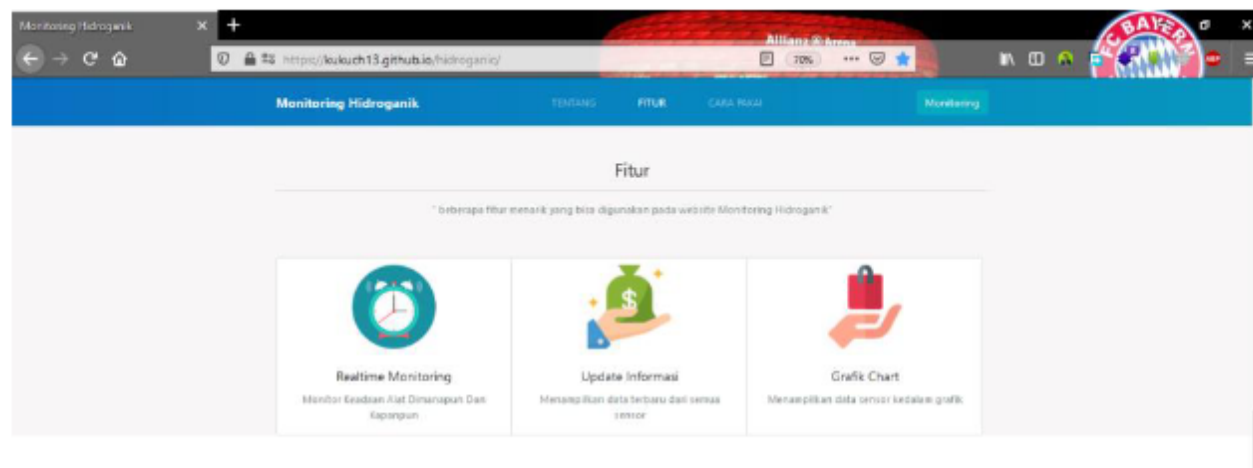 Monitoring Hidroganik
Allianz Arena
FC BAYERN
https://kukuch13.github.io/hidroganic/
70%
ABP
Monitoring Hidroganik TENTANG FITUR CARA PAKAI Monitoring
Fitur
" beberapa fitur menarik yang bisa digunakan pada website Monitoring Hidroganik"
$
Realtime Monitoring
Monitor Keadaan Alat Dimanapun Dan
Kapanpun
Update Informasi
Menampilkan data terbaru dari semua
sensor
Grafik Chart
Menampilkan data sensor kedalam grafik